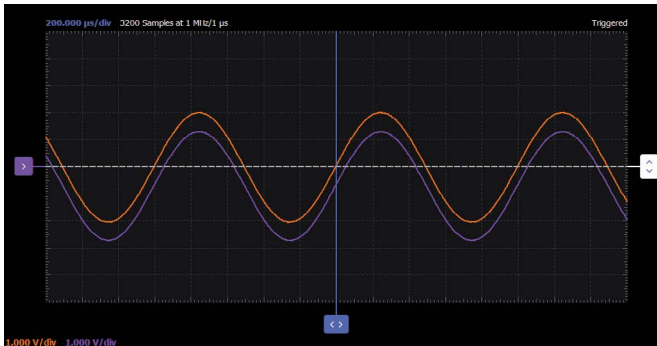 200.000 µs/div 3200 Samples at 1 MHz/1 µs Triggered
1.000 V/div 1.000 V/div